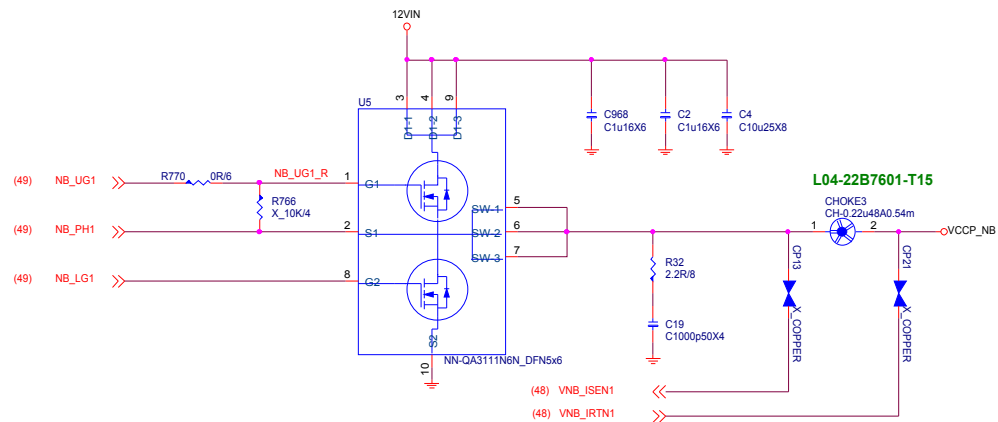 12VIN
U5
3
4
9
D1-1
D1-2
D1-3
C968
C1u16X6
C2
C1u16X6
C4
C10u25X8
L04-22B7601-T15
(49) NB_UG1
R770 0R/6
NB_UG1_R
1
G1
R766
X_10K/4
(49) NB_PH1
2
S1
(49) NB_LG1
8
G2
SW-1
5
SW-2
6
SW-3
7
S2
10
NN-QA3111N6N_DFN5x6
R32
2.2R/8
C19
C1000p50X4
CHOKE3
CH-0.22u48A0.54m
1
2
VCCP_NB
CP13
X_COPPER
CP21
X_COPPER
(48) VNB_ISEN1
(48) VNB_IRTN1